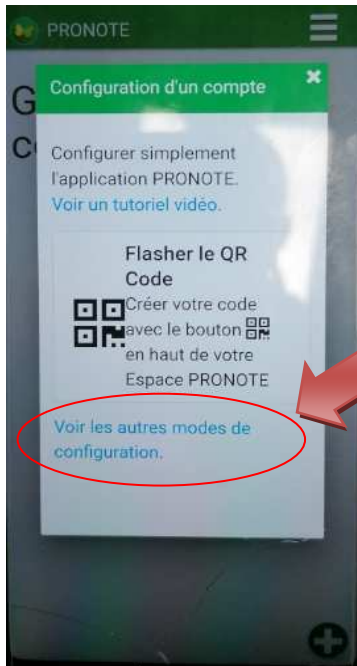 PRONOTE
Configuration d'un compte
Configurer simplement
l'application PRONOTE.
Voir un tutoriel vidéo.
Flasher le QR
Code
Créer votre code
avec le bouton
en haut de votre
Espace PRONOTE
Voir les autres modes de
configuration.